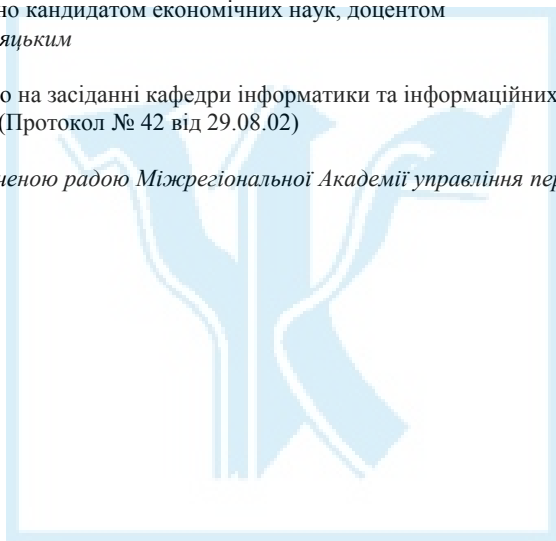 но кандидатом економічних наук, доцентом
яцьким
о на засіданні кафедри інформатики та інформаційних
(Протокол № 42 від 29.08.02)
ченою радою Міжрегіональної Академії управління пер